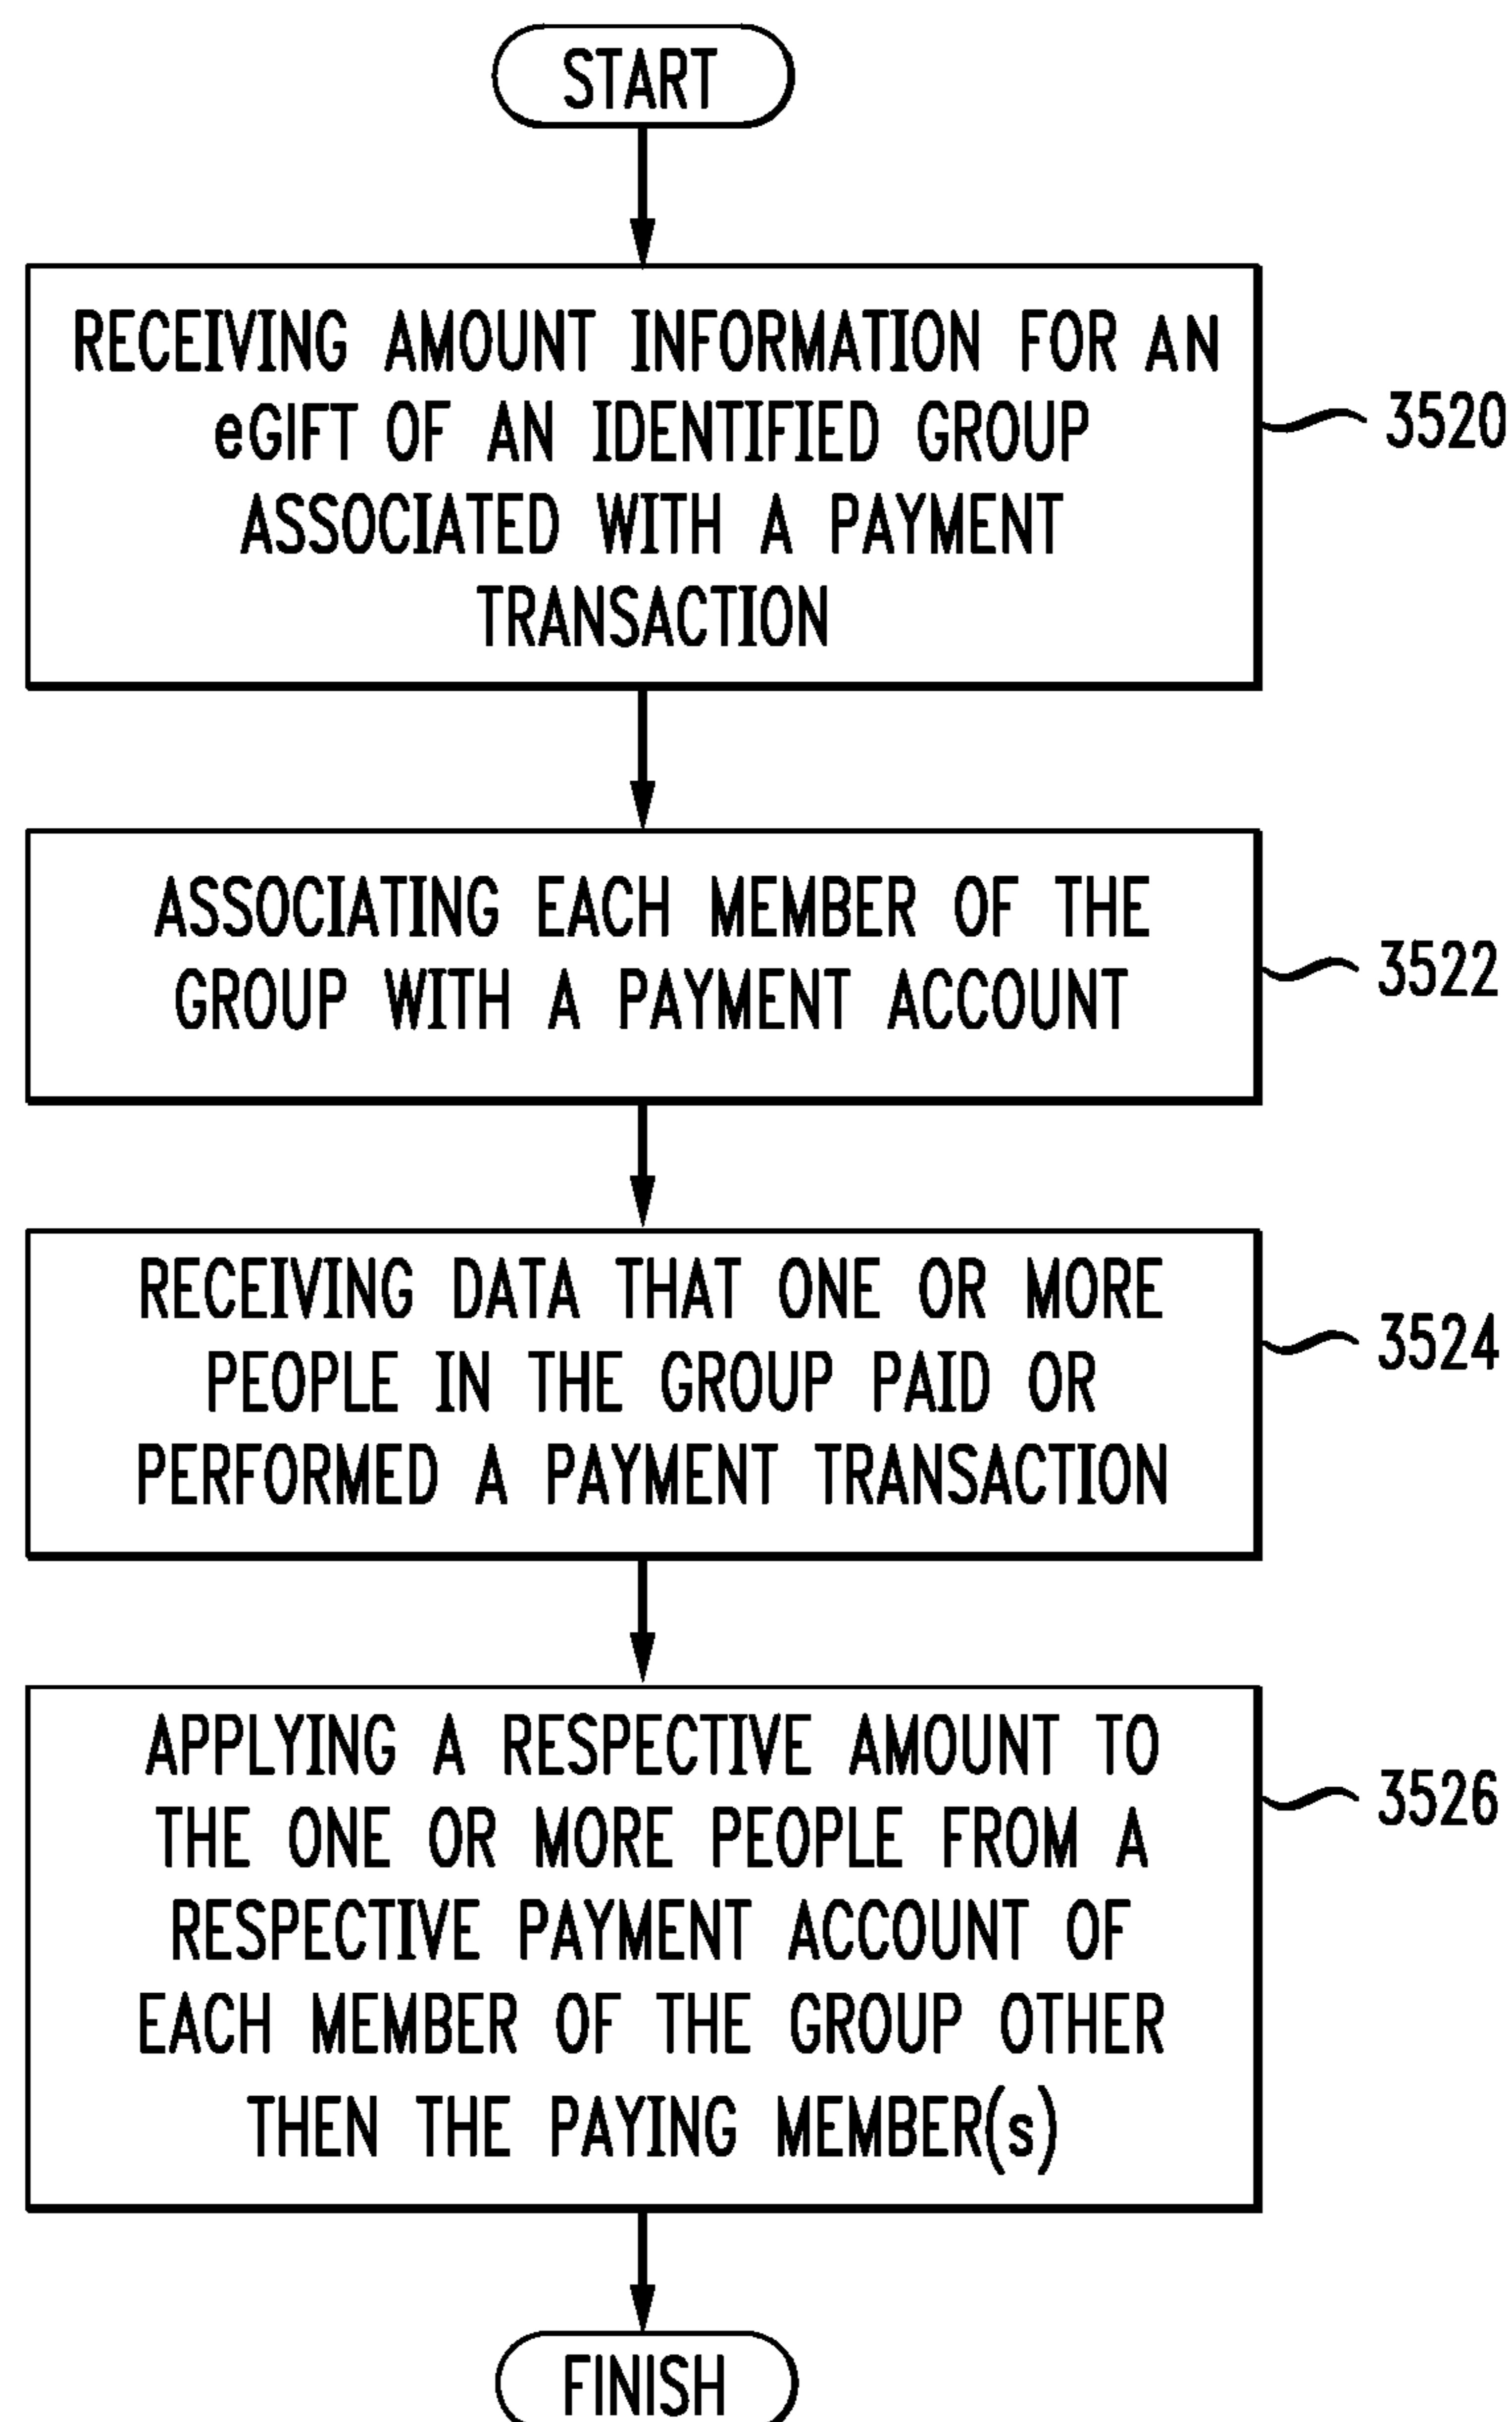 START
RECEIVING AMOUNT INFORMATION FOR AN
eGIFT OF AN IDENTIFIED GROUP
ASSOCIATED WITH A PAYMENT
TRANSACTION
3520
ASSOCIATING EACH MEMBER OF THE
GROUP WITH A PAYMENT ACCOUNT
3522
RECEIVING DATA THAT ONE OR MORE
PEOPLE IN THE GROUP PAID OR
PERFORMED A PAYMENT TRANSACTION
3524
APPLYING A RESPECTIVE AMOUNT TO
THE ONE OR MORE PEOPLE FROM A
RESPECTIVE PAYMENT ACCOUNT OF
EACH MEMBER OF THE GROUP OTHER
THEN THE PAYING MEMBER(s)
3526
FINISH